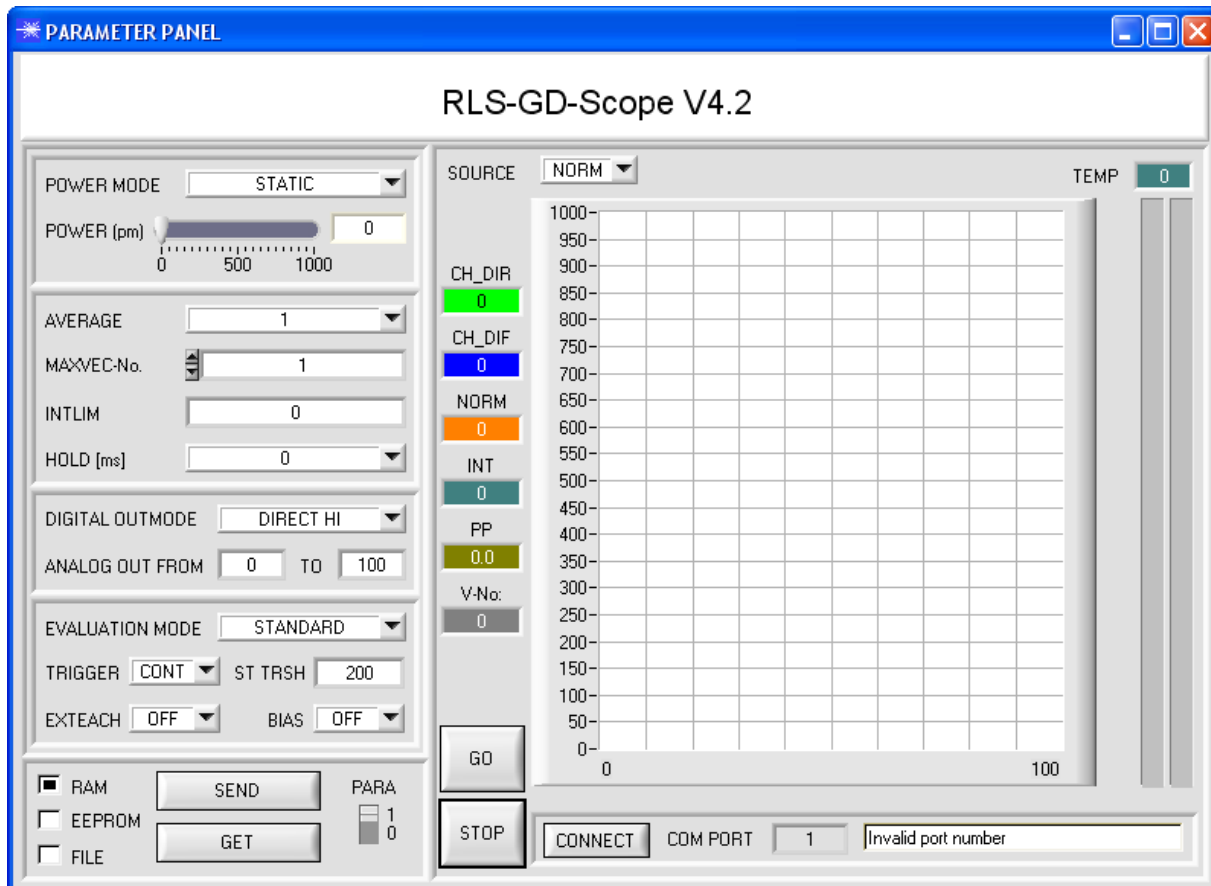 PARAMETER PANEL
RLS-GD-Scope V4.2
POWER MODE STATIC
POWER (pm) 0
0 500 1000
AVERAGE 1
MAXVEC-No. 1
INTLIM 0
HOLD [ms] 0
DIGITAL OUTMODE DIRECT HI
ANALOG OUT FROM 0 TO 100
EVALUATION MODE STANDARD
TRIGGER CONT ST TRSH 200
EXTEACH OFF BIAS OFF
RAM
EEPROM
FILE
SEND
GET
PARA
1
0
SOURCE NORM
TEMP 0
CH_DIR
0
CH_DIF
0
NORM
0
INT
0
PP
0.0
V-No:
0
GO
STOP
1000
950
900
850
800
750
700
650
600
550
500
450
400
350
300
250
200
150
100
50
0
0 100
CONNECT COM PORT 1 Invalid port number